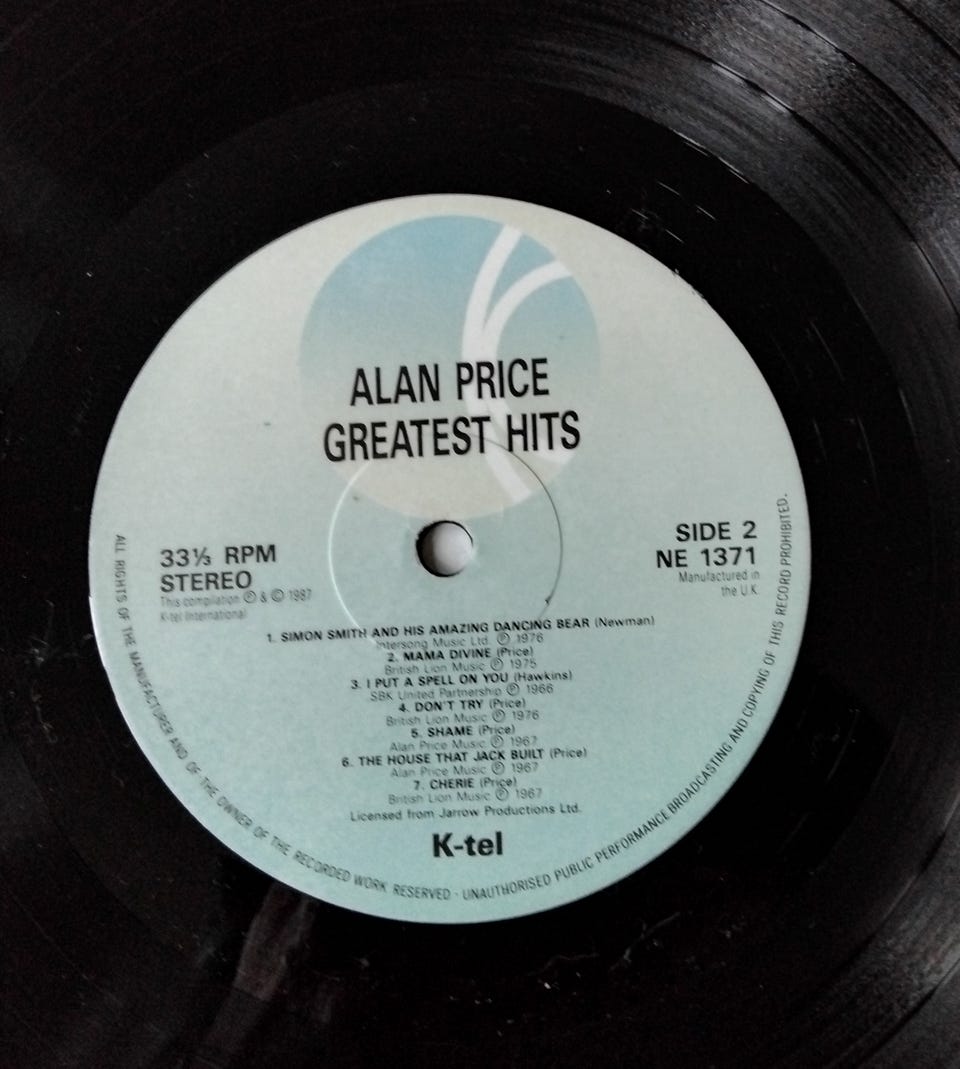 ALAN PRICE
GREATEST HITS
33⅓ RPM
STEREO
This compilation Ⓟ & © 1987
K-tel International
SIDE 2
NE 1371
Manufactured in
the U.K
1. SIMON SMITH AND HIS AMAZING DANCING BEAR (Newman)
Intersong Music Ltd. Ⓟ 1976
2. MAMA DIVINE (Price)
British Lion Music Ⓟ 1975
3. I PUT A SPELL ON YOU (Hawkins)
SBK United Partnership Ⓟ 1966
4. DON'T TRY (Price)
British Lion Music Ⓟ 1976
5. SHAME (Price)
Alan Price Music Ⓟ 1967
6. THE HOUSE THAT JACK BUILT (Price)
Alan Price Music Ⓟ 1967
7. CHERIE (Price)
British Lion Music Ⓟ 1967
Licensed from Jarrow Productions Ltd.
K-tel
ALL RIGHTS OF THE MANUFACTURER AND OF THE OWNER OF THE RECORDED WORK RESERVED · UNAUTHORISED PUBLIC PERFORMANCE BROADCASTING AND COPYING OF THIS RECORD PROHIBITED.